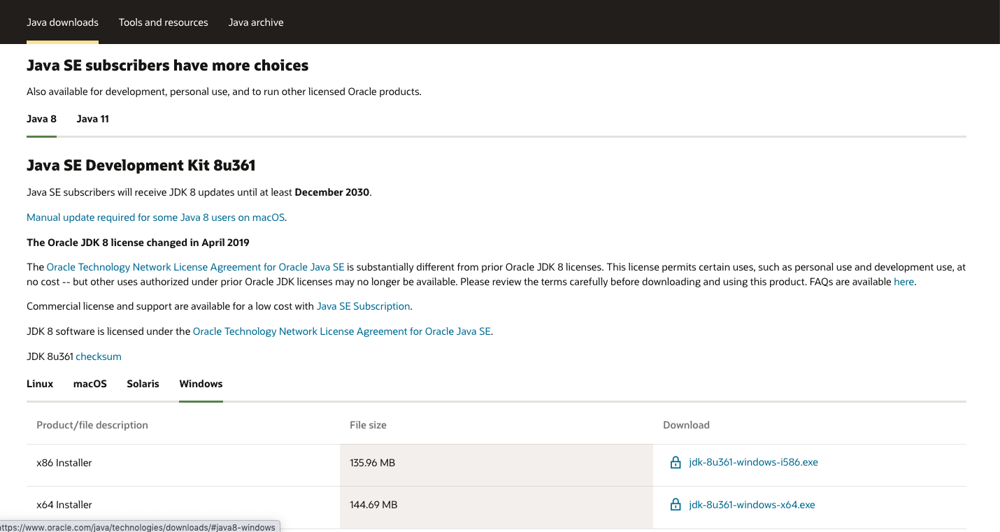 Java downloads Tools and resources Java archive
Java SE subscribers have more choices
Also available for development, personal use, and to run other licensed Oracle products.
Java 8 Java 11
Java SE Development Kit 8u361
Java SE subscribers will receive JDK 8 updates until at least December 2030.
Manual update required for some Java 8 users on macOS.
The Oracle JDK 8 license changed in April 2019
The Oracle Technology Network License Agreement for Oracle Java SE is substantially different from prior Oracle JDK 8 licenses. This license permits certain uses, such as personal use and development use, at
no cost -- but other uses authorized under prior Oracle JDK licenses may no longer be available. Please review the terms carefully before downloading and using this product. FAQs are available here.
Commercial license and support are available for a low cost with Java SE Subscription.
JDK 8 software is licensed under the Oracle Technology Network License Agreement for Oracle Java SE.
JDK 8u361 checksum
Linux macOS Solaris Windows
Product/file description File size Download
x86 Installer 135.96 MB jdk-8u361-windows-i586.exe
x64 Installer 144.69 MB jdk-8u361-windows-x64.exe
https://www.oracle.com/java/technologies/downloads/#java8-windows